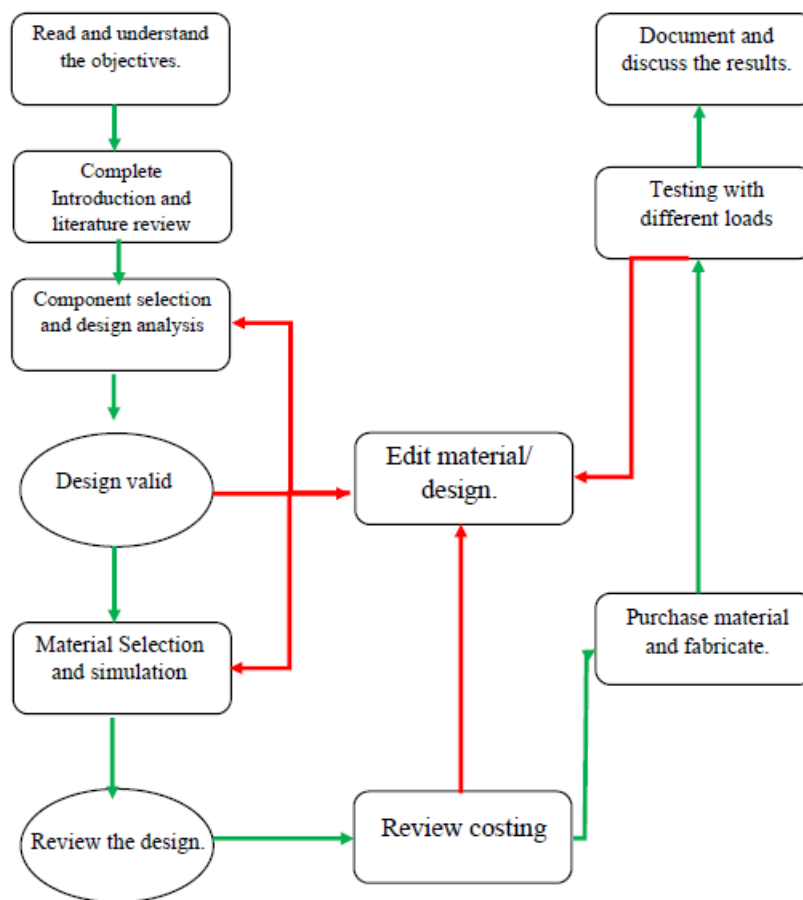 Read and understand
the objectives.
Complete
Introduction and
literature review
Component selection
and design analysis
Design valid
Material Selection
and simulation
Review the design.
Edit material/
design.
Review costing
Document and
discuss the results.
Testing with
different loads
Purchase material
and fabricate.